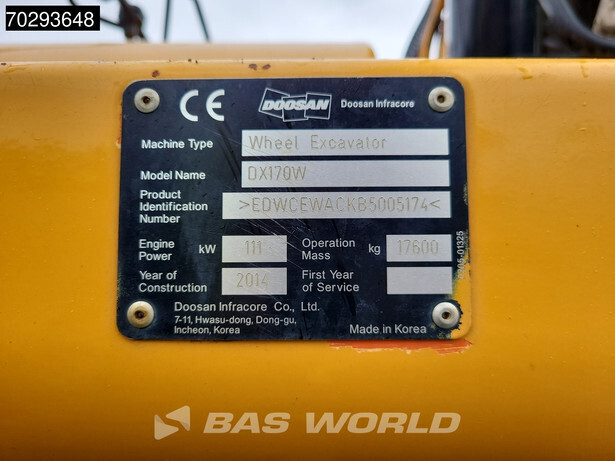 70293648
CE DOOSAN Doosan Infracore
Machine Type Wheel Excavator
Model Name DX170W
Product Identification Number >EDWCEWACKB5005174<
Engine Power kW 111 Operation Mass kg 17600
Year of Construction 2014 First Year of Service
Doosan Infracore Co., Ltd.
7-11, Hwasu-dong, Dong-gu,
Incheon, Korea
Made in Korea
BAS WORLD